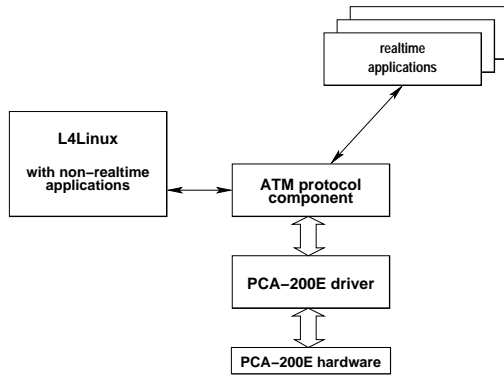 realtime
applications
L4Linux
with non−realtime
applications
ATM protocol
component
PCA−200E driver
PCA−200E hardware